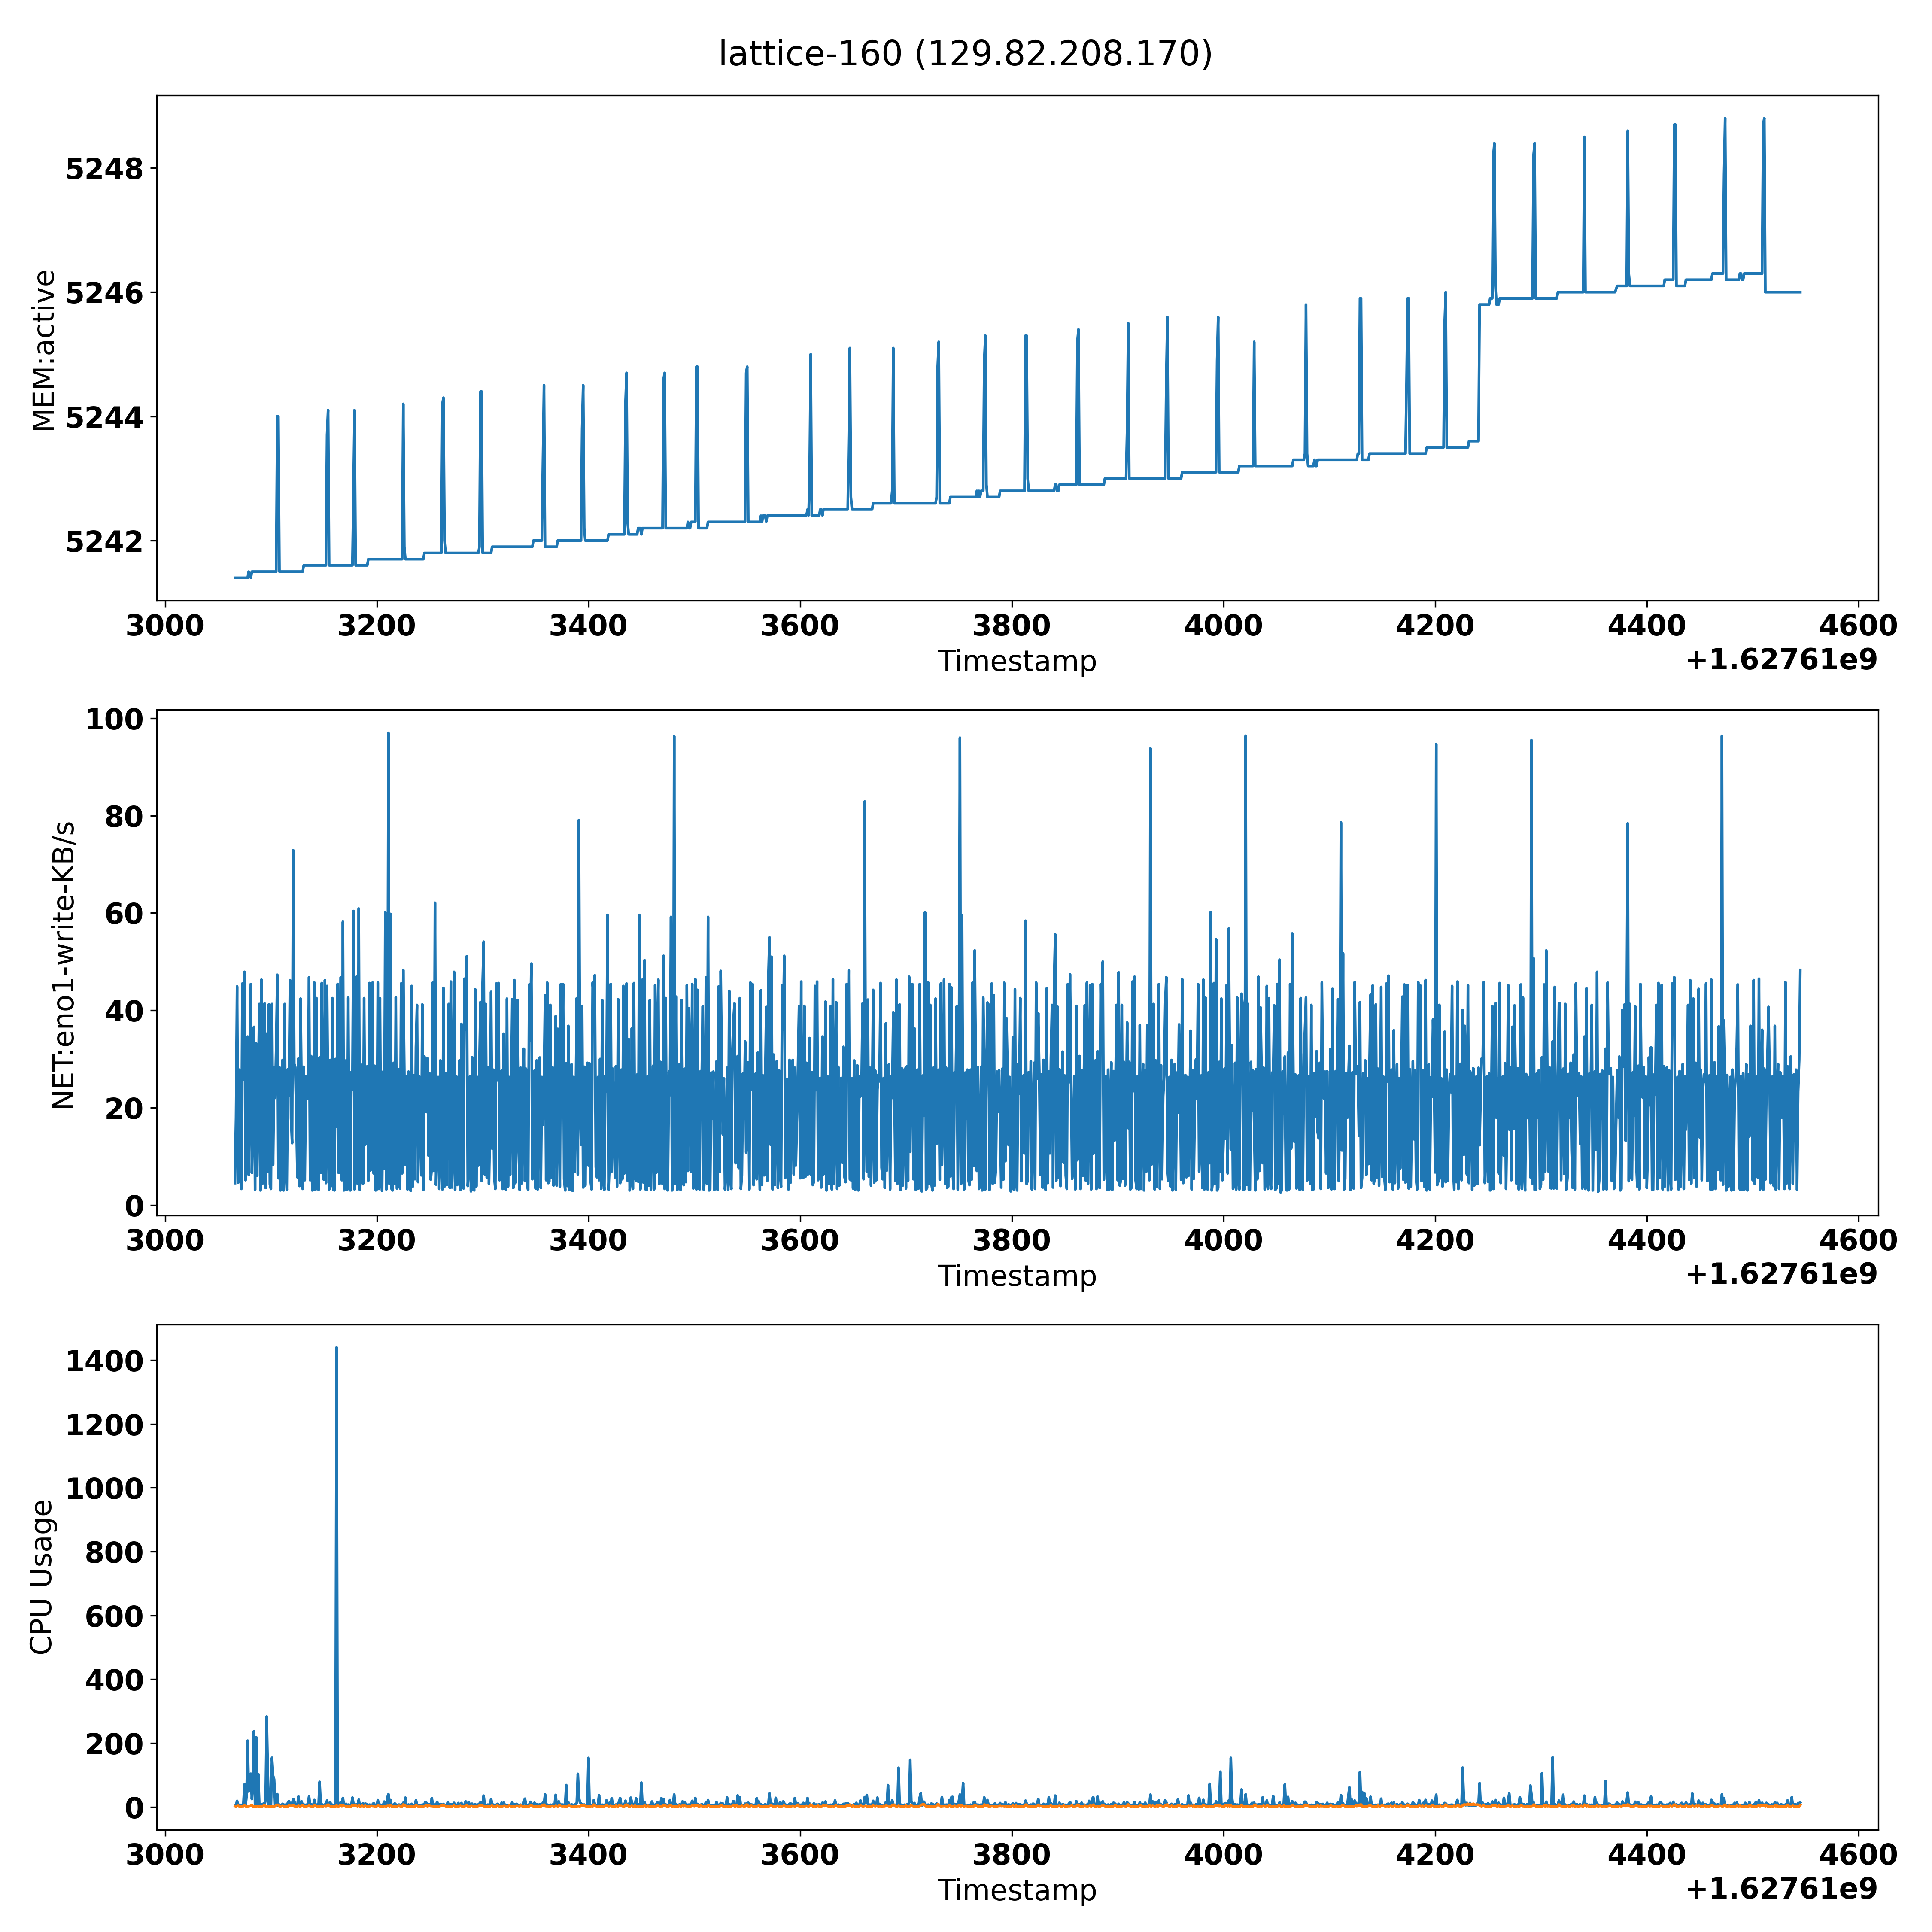 lattice-160 (129.82.208.170)
5248
5246
5244
5242
MEM:active
3000 3200 3400 3600 3800 4000 4200 4400 4600
Timestamp
+1.62761e9
100
80
60
40
20
0
NET:eno1-write-KB/s
3000 3200 3400 3600 3800 4000 4200 4400 4600
Timestamp
+1.62761e9
1400
1200
1000
800
600
400
200
0
CPU Usage
3000 3200 3400 3600 3800 4000 4200 4400 4600
Timestamp
+1.62761e9